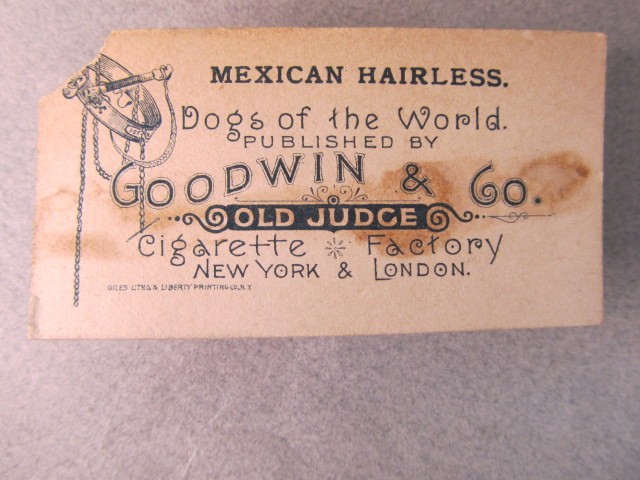 MEXICAN HAIRLESS.
Dogs of the World.
PUBLISHED BY
GOODWIN & Co.
OLD JUDGE
Cigarette Factory
NEW YORK & LONDON.
GILES LITHO. & LIBERTY PRINTING CO., N.Y.